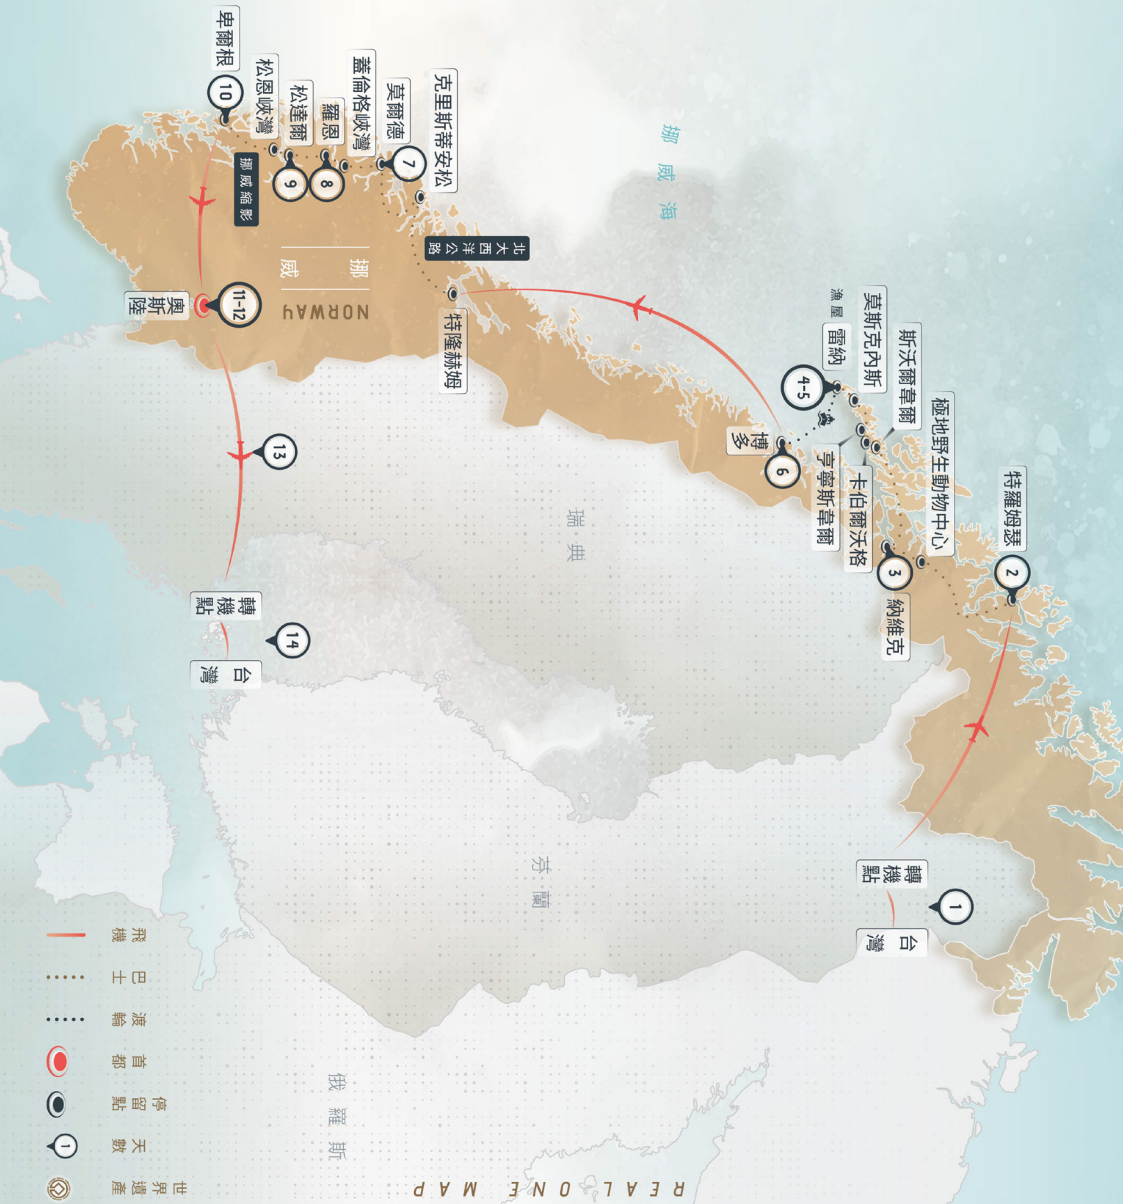 卑爾根
10
松恩峽灣
松達爾
9
羅恩
8
蓋倫格峽灣
莫爾德
7
克里斯蒂安松
挪威縮影
北大西洋公路
挪威
NORWAY
奧斯陸
11-12
特隆赫姆
挪威海
漁屋
雷納
4-5
莫斯克內斯
斯沃爾韋爾
極地野生動物中心
特羅姆瑟
2
博多
6
亨寧斯韋爾
卡伯爾沃格
3
納維克
13
瑞典
轉機點
14
台灣
芬蘭
轉機點
1
台灣
俄羅斯
飛機
巴士
渡輪
首都
停留點
1
天數
世界遺產
REAL ONE MAP